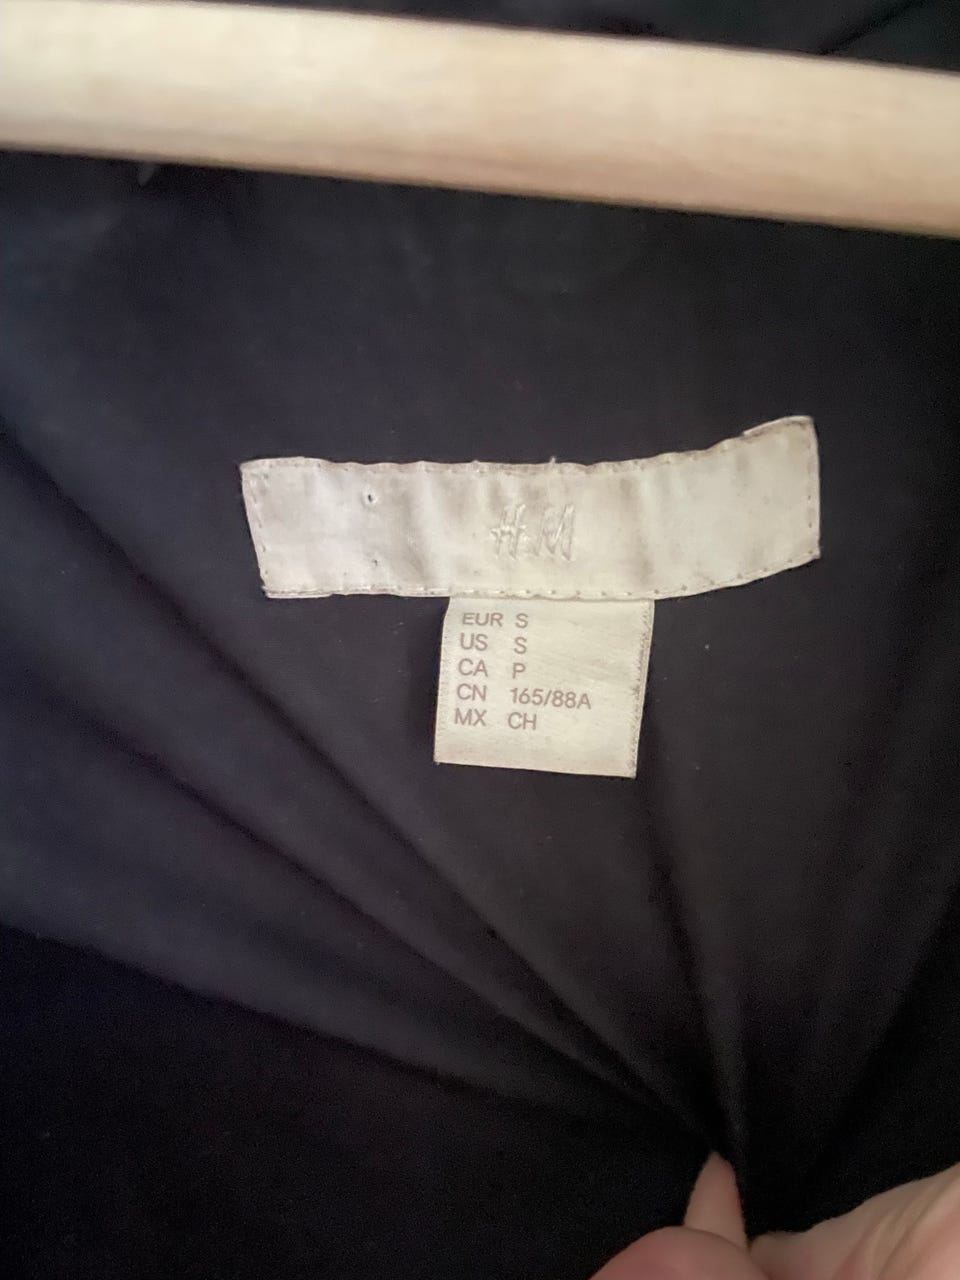 H M
EUR S
US S
CA P
CN 165/88A
MX CH